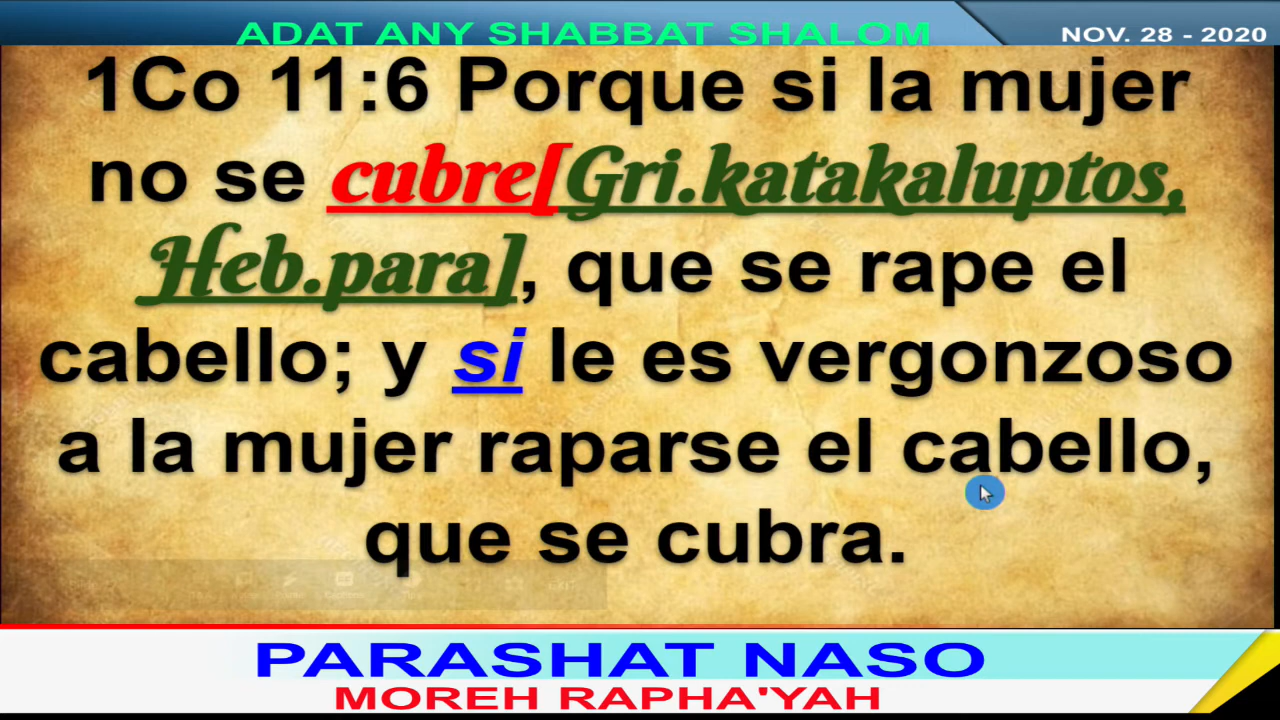 ADAT ANY SHABBAT SHALOM
NOV. 28 - 2020
1Co 11:6 Porque si la mujer
no se cubre[Gri.katakaluptos,
Heb.para], que se rape el
cabello; y si le es vergonzoso
a la mujer raparse el cabello,
que se cubra.
PARASHAT NASO
MOREH RAPHA'YAH